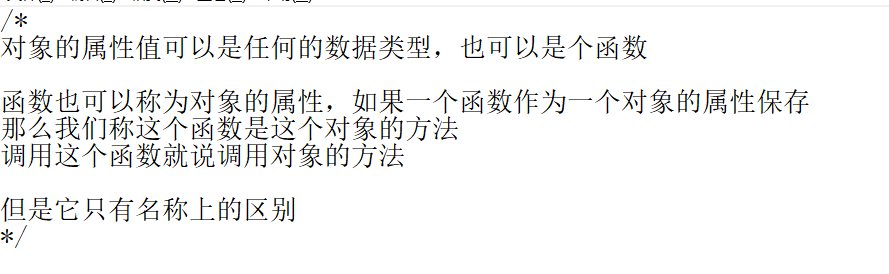 /*
对象的属性值可以是任何的数据类型，也可以是个函数
函数也可以称为对象的属性，如果一个函数作为一个对象的属性保存
那么我们称这个函数是这个对象的方法
调用这个函数就说调用对象的方法
但是它只有名称上的区别
*/